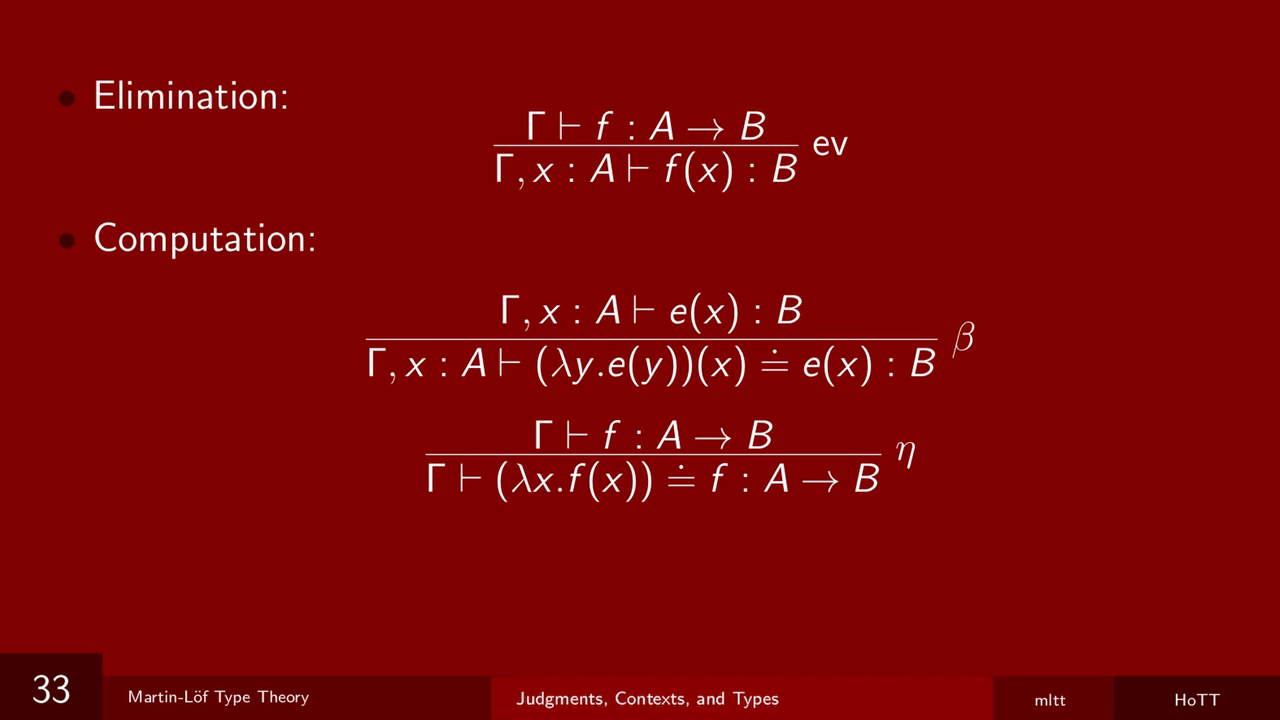 • Elimination:
Γ ⊢ f : A → B
Γ, x : A ⊢ f(x) : B ev
• Computation:
Γ, x : A ⊢ e(x) : B
Γ, x : A ⊢ (λy.e(y))(x) ≐ e(x) : B β
Γ ⊢ f : A → B
Γ ⊢ (λx.f(x)) ≐ f : A → B η
33 Martin-Löf Type Theory Judgments, Contexts, and Types mltt HoTT